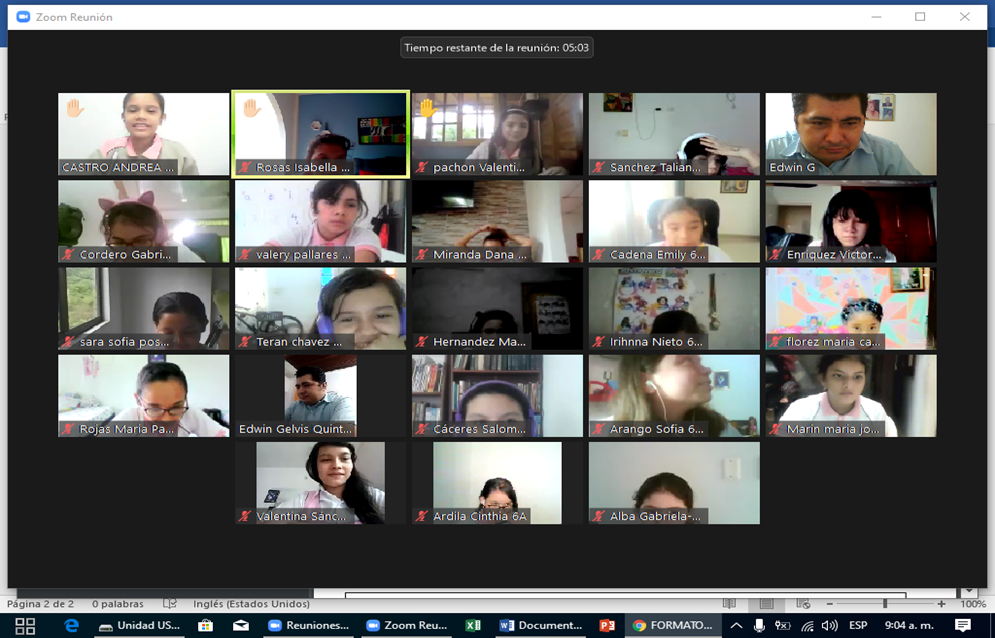 Zoom Reunión
Tiempo restante de la reunión: 05:03
CASTRO ANDREA ...
Rosas Isabella ...
pachon Valenti...
Sanchez Talian...
Edwin G
Cordero Gabri...
valery pallares ...
Miranda Dana ...
Cadena Emily 6...
Enriquez Victor...
sara sofia pos...
Teran chavez ...
Hernandez Ma...
Irihnna Nieto 6...
florez maria ca...
Rojas Maria Pa...
Edwin Gelvis Quint...
Cáceres Salom...
Arango Sofia 6...
Marin maria jo...
Valentina Sánc...
Ardila Cinthia 6A
Alba Gabriela-...
Página 2 de 2 0 palabras Inglés (Estados Unidos) 100%
Unidad US... Reuniones... Zoom Reu... Document... FORMATO... ESP 9:04 a. m.